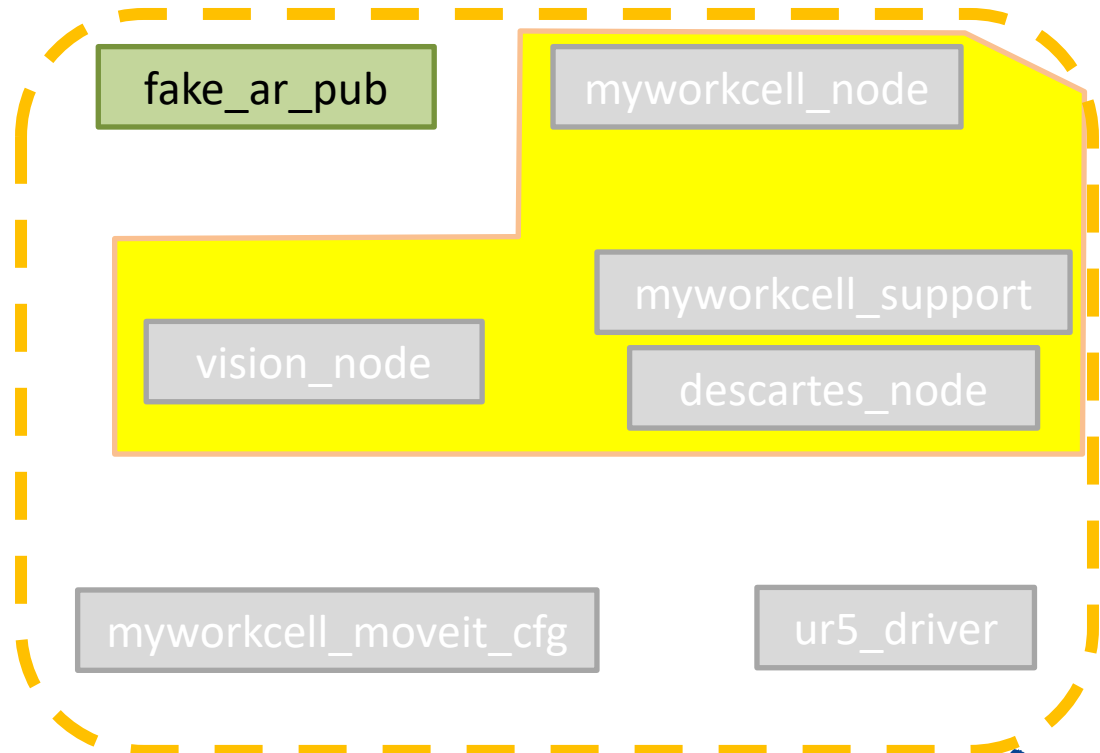 fake_ar_pub
myworkcell_node
myworkcell_support
vision_node
descartes_node
myworkcell_moveit_cfg
ur5_driver